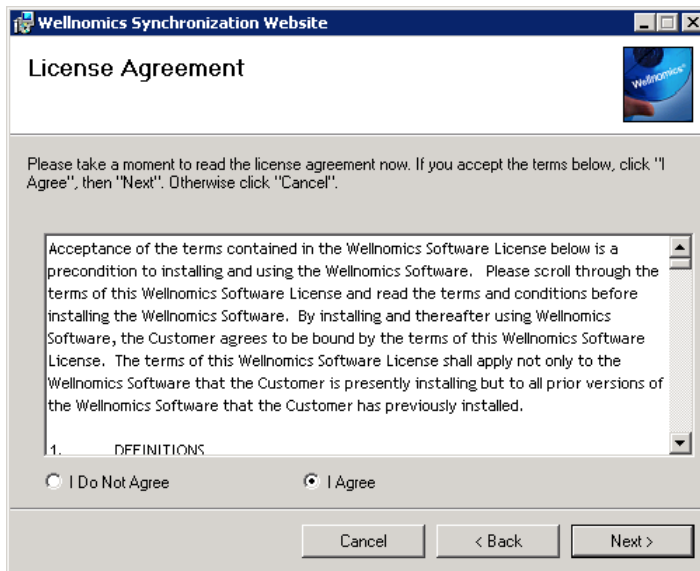 Wellnomics Synchronization Website
License Agreement
Wellnomics
Please take a moment to read the license agreement now. If you accept the terms below, click "I
Agree", then "Next". Otherwise click "Cancel".
Acceptance of the terms contained in the Wellnomics Software License below is a
precondition to installing and using the Wellnomics Software.  Please scroll through the
terms of this Wellnomics Software License and read the terms and conditions before
installing the Wellnomics Software.  By installing and thereafter using Wellnomics
Software, the Customer agrees to be bound by the terms of this Wellnomics Software
License.  The terms of this Wellnomics Software License shall apply not only to the
Wellnomics Software that the Customer is presently installing but to all prior versions of
the Wellnomics Software that the Customer has previously installed.
1.      DEFINITIONS
I Do Not Agree
I Agree
Cancel
< Back
Next >